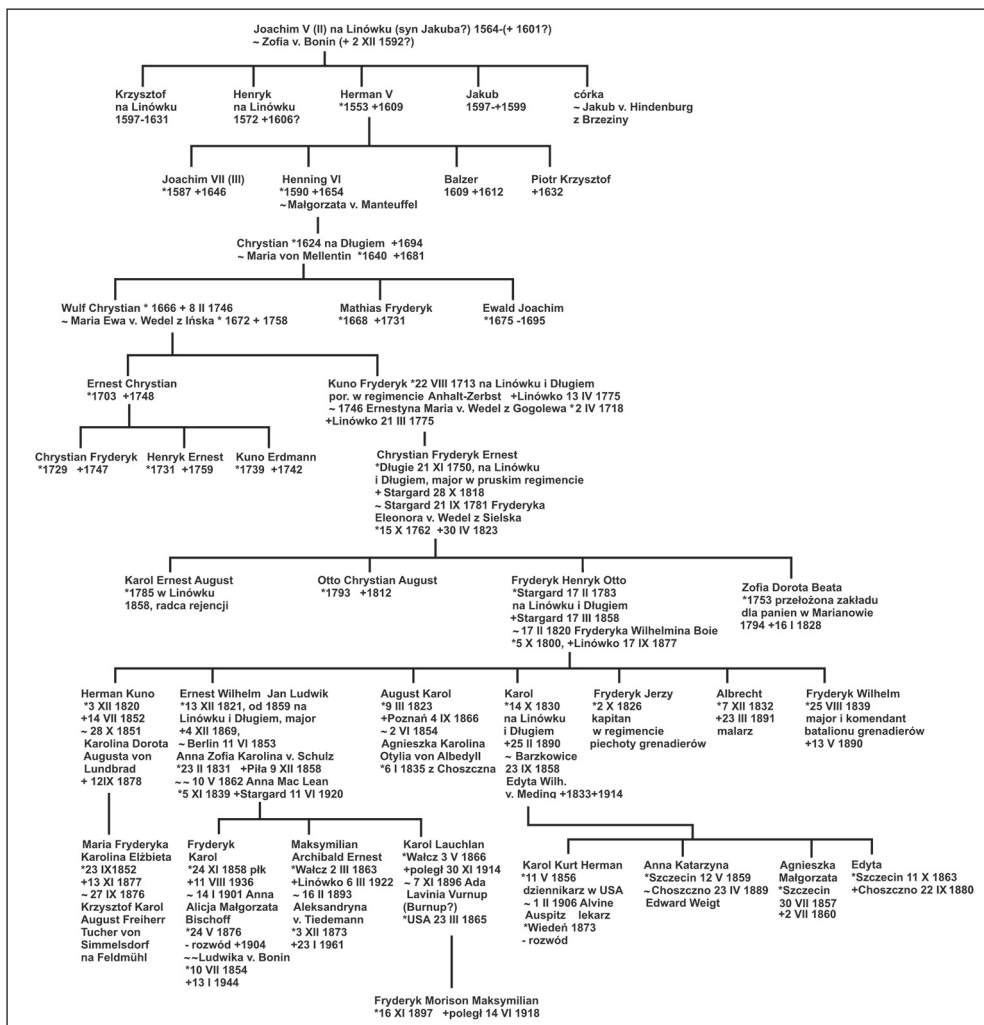 Joachim V (II) na Linówku (syn Jakuba?) 1564-(+ 1601?)
~ Zofia v. Bonin (+ 2 XII 1592?)
Krzysztof
na Linówku
1597-1631
Henryk
na Linówku
1572 +1606?
Herman V
*1553 +1609
Jakub
1597-+1599
córka
~ Jakub v. Hindenburg
z Brzeziny
Joachim VII (III)
*1587 +1646
Henning VI
*1590 +1654
~Małgorzata v. Manteuffel
Balzer
1609 +1612
Piotr Krzysztof
+1632
Chrystian *1624 na Długiem +1694
~ Maria von Mellentin *1640 +1681
Wulf Chrystian * 1666 + 8 II 1746
~ Maria Ewa v. Wedel z Ińska * 1672 + 1758
Mathias Fryderyk
*1668 +1731
Ewald Joachim
*1675 -1695
Ernest Chrystian
*1703 +1748
Kuno Fryderyk *22 VIII 1713 na Linówku i Długiem
por. w regimencie Anhalt-Zerbst +Linówko 13 IV 1775
~ 1746 Ernestyna Maria v. Wedel z Gogolewa *2 IV 1718
+Linówko 21 III 1775
Chrystian Fryderyk
*1729 +1747
Henryk Ernest
*1731 +1759
Kuno Erdmann
*1739 +1742
Chrystian Fryderyk Ernest
*Długie 21 XI 1750, na Linówku
i Długiem, major w pruskim regimencie
+ Stargard 28 X 1818
~ Stargard 21 IX 1781 Fryderyka
Eleonora v. Wedel z Sielska
*15 X 1762 +30 IV 1823
Karol Ernest August
*1785 w Linówku
1858, radca rejencji
Otto Chrystian August
*1793 +1812
Fryderyk Henryk Otto
*Stargard 17 II 1783
na Linówku i Długiem
+Stargard 17 III 1858
~ 17 II 1820 Fryderyka Wilhelmina Boie
*5 X 1800, +Linówko 17 IX 1877
Zofia Dorota Beata
*1753 przełożona zakładu
dla panien w Marianowie
1794 +16 I 1828
Herman Kuno
*3 XII 1820
+14 VII 1852
~ 28 X 1851
Karolina Dorota
Augusta von
Lundbrad
+ 12IX 1878
Ernest Wilhelm Jan Ludwik
*13 XII 1821, od 1859 na
Linówku i Długiem, major
+4 XII 1869,
~ Berlin 11 VI 1853
Anna Zofia Karolina v. Schulz
*23 II 1831 +Piła 9 XII 1858
~~ 10 V 1862 Anna Mac Lean
*5 XI 1839 +Stargard 11 VI 1920
August Karol
*9 III 1823
+Poznań 4 IX 1866
~ 2 VI 1854
Agnieszka Karolina
Otylia von Albedyll
*6 I 1835 z Choszczna
Karol
*14 X 1830
na Linówku
i Długiem
+25 II 1890
~ Barzkowice
23 IX 1858
Edyta Wilh.
v. Meding +1833+1914
Fryderyk Jerzy
*2 X 1826
kapitan
w regimencie
piechoty grenadierów
Albrecht
*7 XII 1832
+23 III 1891
malarz
Fryderyk Wilhelm
*25 VIII 1839
major i komendant
batalionu grenadierów
+13 V 1890
Maria Fryderyka
Karolina Elżbieta
*23 IX1852
+13 XI 1877
~ 27 IX 1876
Krzysztof Karol
August Freiherr
Tucher von
Simmelsdorf
na Feldmühl
Fryderyk
Karol
*24 XI 1858 płk
+11 VIII 1936
~ 14 I 1901 Anna
Alicja Małgorzata
Bischoff
*24 V 1876
- rozwód +1904
~~Ludwika v. Bonin
*10 VII 1854
+13 I 1944
Maksymilian
Archibald Ernest
*Wałcz 2 III 1863
+Linówko 6 III 1922
~ 16 II 1893
Aleksandryna
v. Tiedemann
*3 XII 1873
+23 I 1961
Karol Lauchlan
*Wałcz 3 V 1866
+poległ 30 XI 1914
~ 7 XI 1896 Ada
Lavinia Vurnup
(Burnup?)
*USA 23 III 1865
Karol Kurt Herman
*11 V 1856
dziennikarz w USA
~ 1 II 1906 Alvine
Auspitz lekarz
*Wiedeń 1873
- rozwód
Anna Katarzyna
*Szczecin 12 V 1859
~Choszczno 23 IV 1889
Edward Weigt
Agnieszka
Małgorzata
*Szczecin
30 VII 1857
+2 VII 1860
Edyta
*Szczecin 11 X 1863
+Choszczno 22 IX 1880
Fryderyk Morison Maksymilian
*16 XI 1897 +poległ 14 VI 1918